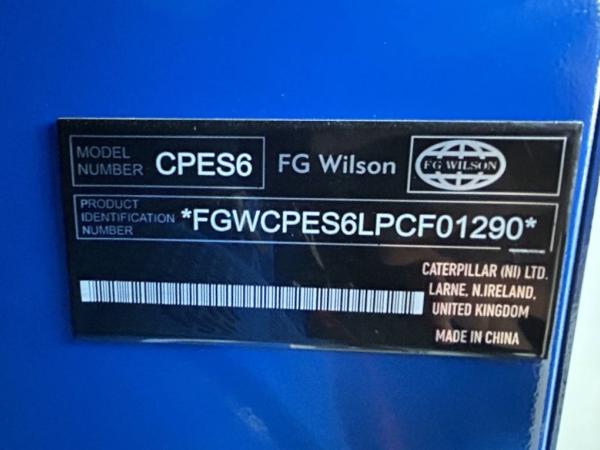 MODEL NUMBER CPES6 FG Wilson FG WILSON
PRODUCT
IDENTIFICATION *FGWCPES6LPCF01290*
NUMBER
CATERPILLAR (NI) LTD.
LARNE, N.IRELAND,
UNITED KINGDOM
MADE IN CHINA